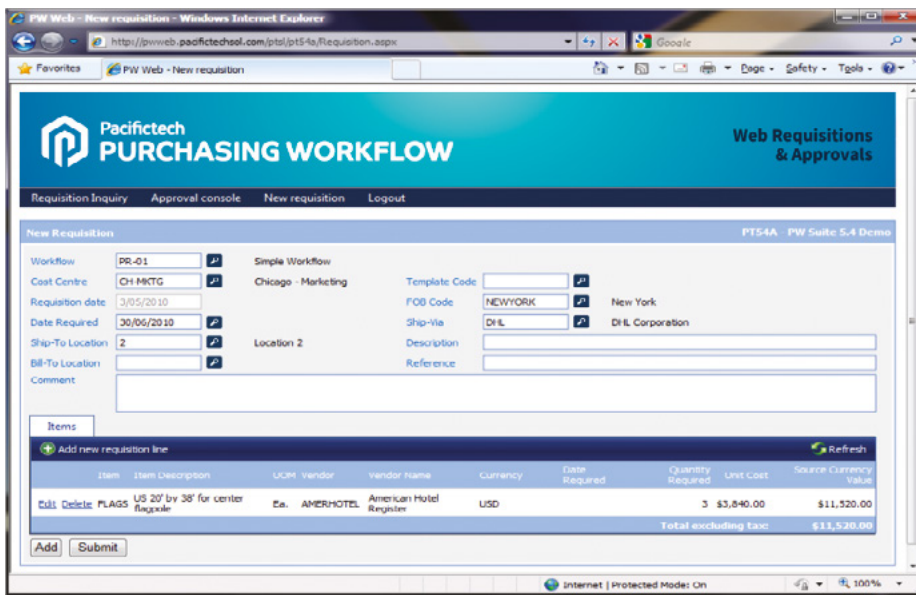 PW Web - New requisition - Windows Internet Explorer
http://pwweb.pacifictechsol.com/ptsl/pt54a/Requisition.aspx
Google
Favorites PW Web - New requisition Page Safety Tools
Pacifictech
PURCHASING WORKFLOW
Web Requisitions
& Approvals
Requisition Inquiry Approval console New requisition Logout
New Requisition PT54A - PW Suite 5.4 Demo
Workflow PR-01 Simple Workflow
Cost Centre CH-MKTG Chicago - Marketing Template Code
Requisition date 3/05/2010 FOB Code NEWYORK New York
Date Required 30/06/2010 Ship-Via DHL DHL Corporation
Ship-To Location 2 Location 2 Description
Bill-To Location Reference
Comment
Items
Add new requisition line Refresh
Item Item Description UOM Vendor Vendor Name Currency Date Required Quantity Required Unit Cost Source Currency Value
Edit Delete FLAGS US 20' by 38' for center flagpole Ea. AMERHOTEL American Hotel Register USD 3 $3,840.00 $11,520.00
Total excluding tax: $11,520.00
Add Submit
Internet | Protected Mode: On 100%